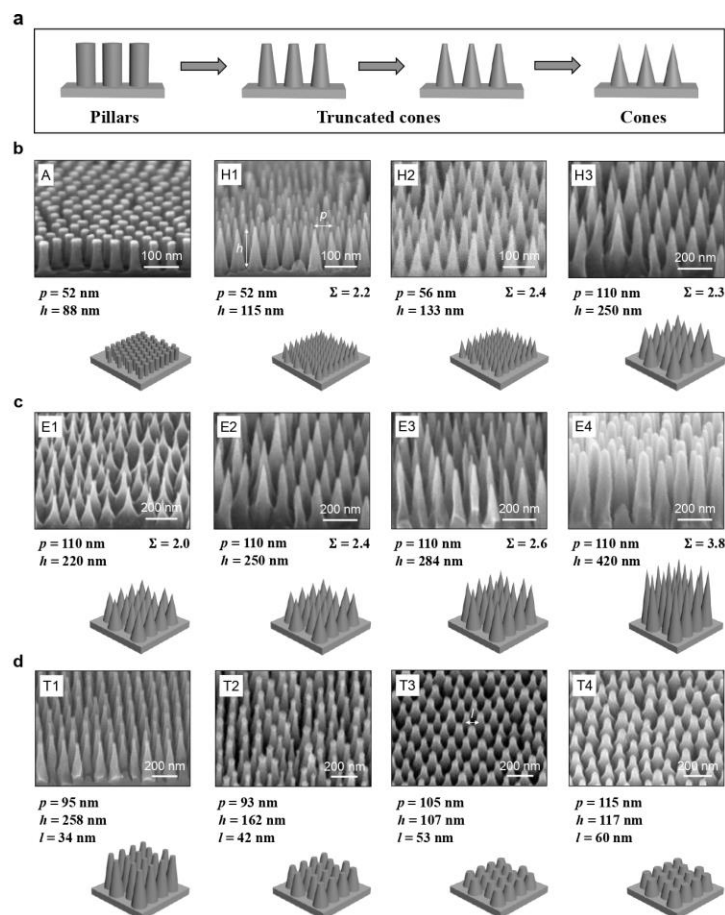 a
Pillars Truncated cones Cones
b
A H1 H2 H3
p
h
100 nm 100 nm 100 nm 200 nm
p = 52 nm p = 52 nm Σ = 2.2 p = 56 nm Σ = 2.4 p = 110 nm Σ = 2.3
h = 88 nm h = 115 nm h = 133 nm h = 250 nm
c
E1 E2 E3 E4
200 nm 200 nm 200 nm 200 nm
p = 110 nm Σ = 2.0 p = 110 nm Σ = 2.4 p = 110 nm Σ = 2.6 p = 110 nm Σ = 3.8
h = 220 nm h = 250 nm h = 284 nm h = 420 nm
d
T1 T2 T3 T4
l
200 nm 200 nm 200 nm 200 nm
p = 95 nm p = 93 nm p = 105 nm p = 115 nm
h = 258 nm h = 162 nm h = 107 nm h = 117 nm
l = 34 nm l = 42 nm l = 53 nm l = 60 nm